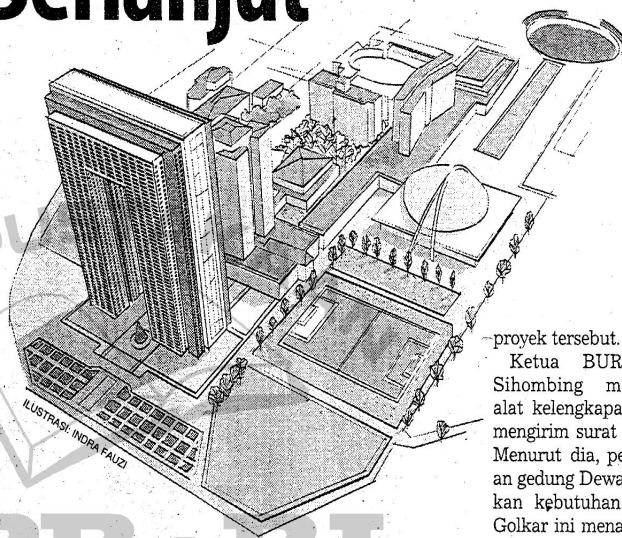 Berlanjut
ILUSTRASI: INDRA FAUZI
proyek tersebut.
Ketua BUR
Sihombing m
alat kelengkapa
mengirim surat
Menurut dia, pe
an gedung Dewa
kan kebutuhan
Golkar ini mena